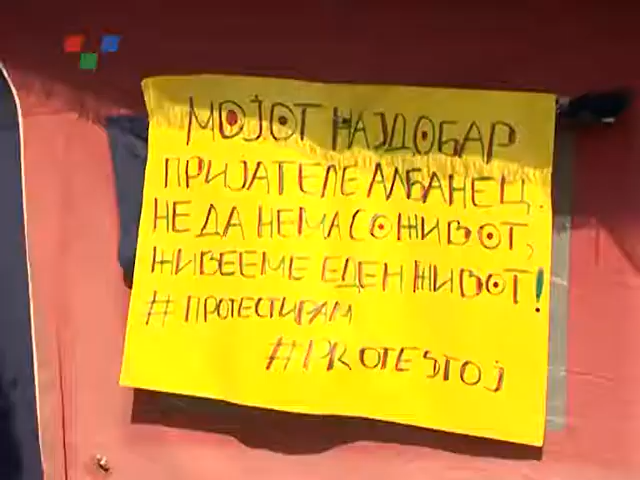 МОЈОТ НАЈДОБАР
ПРИЈАТЕЛ Е АЛБАНЕЦ.
НЕ ДА НЕМА СОЖИВОТ,
ЖИВЕЕМЕ ЕДЕН ЖИВОТ!
#ПРОТЕСТИРАМ
#PROTESTOJ